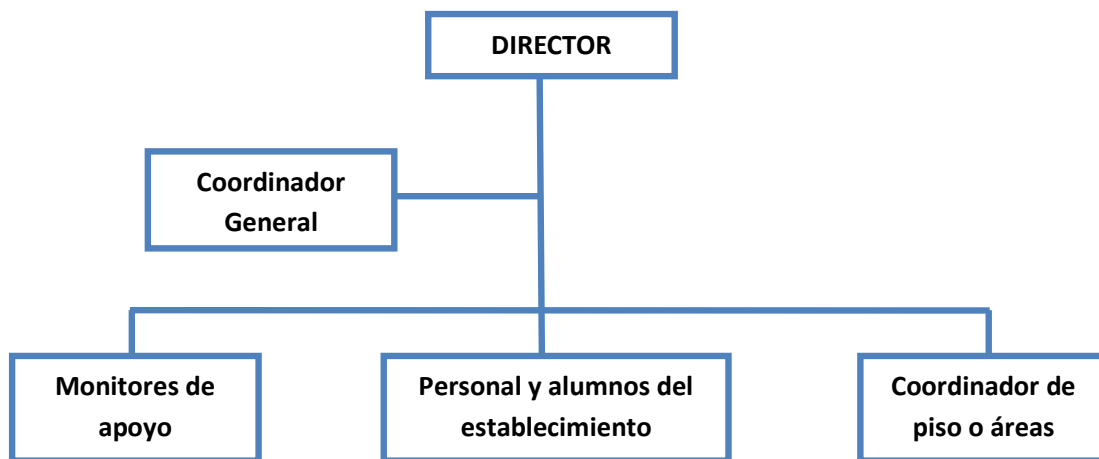 DIRECTOR
Coordinador
General
Monitores de
apoyo
Personal y alumnos del
establecimiento
Coordinador de
piso o áreas